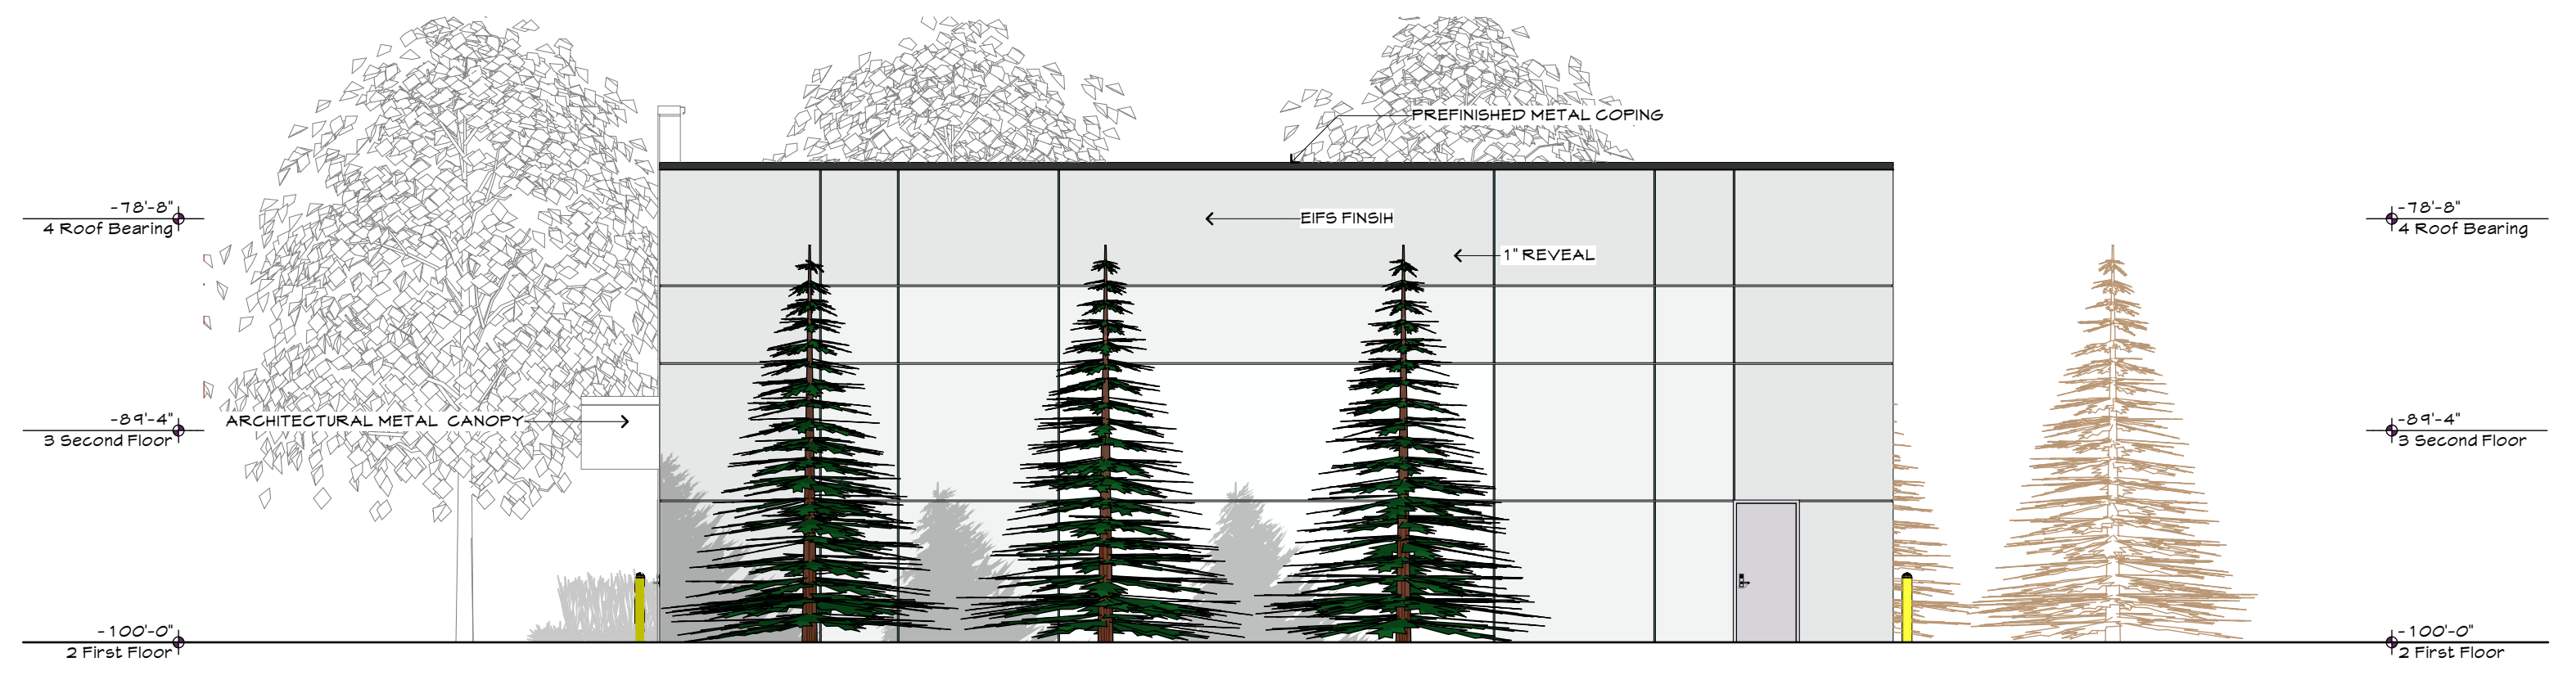 PREFINISHED METAL COPING
-78'-8"
4 Roof Bearing
EIFS FINSIH
-78'-8"
4 Roof Bearing
1" REVEAL
-89'-4"
3 Second Floor
ARCHITECTURAL METAL CANOPY
-89'-4"
3 Second Floor
-100'-0"
2 First Floor
-100'-0"
2 First Floor